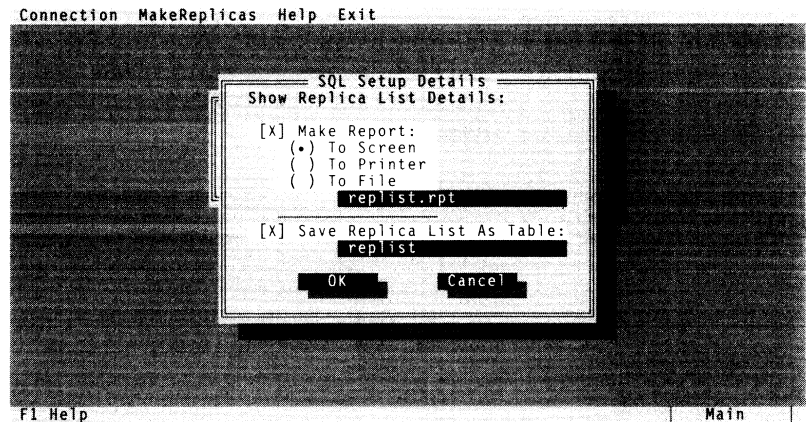 Connection MakeReplicas Help Exit
SQL Setup Details
Show Replica List Details:
[X] Make Report:
(•) To Screen
( ) To Printer
( ) To File
replist.rpt
[X] Save Replica List As Table:
replist
OK Cancel
F1 Help Main